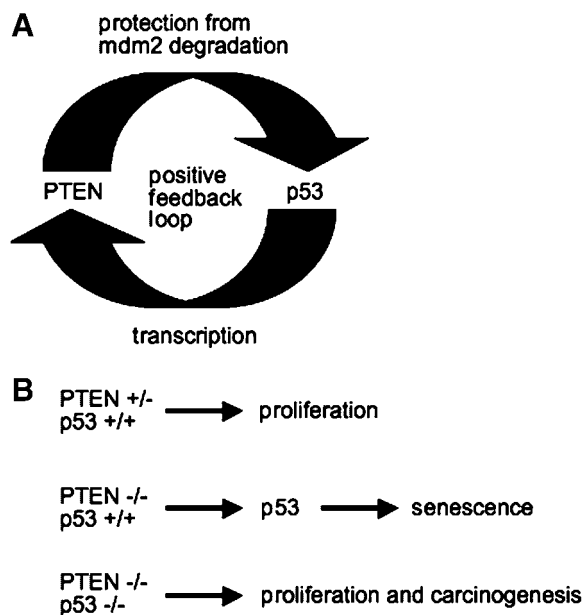 A
protection from
mdm2 degradation
PTEN
positive
feedback
loop
p53
transcription
B
PTEN +/-
p53 +/+
proliferation
PTEN -/-
p53 +/+
p53
senescence
PTEN -/-
p53 -/-
proliferation and carcinogenesis